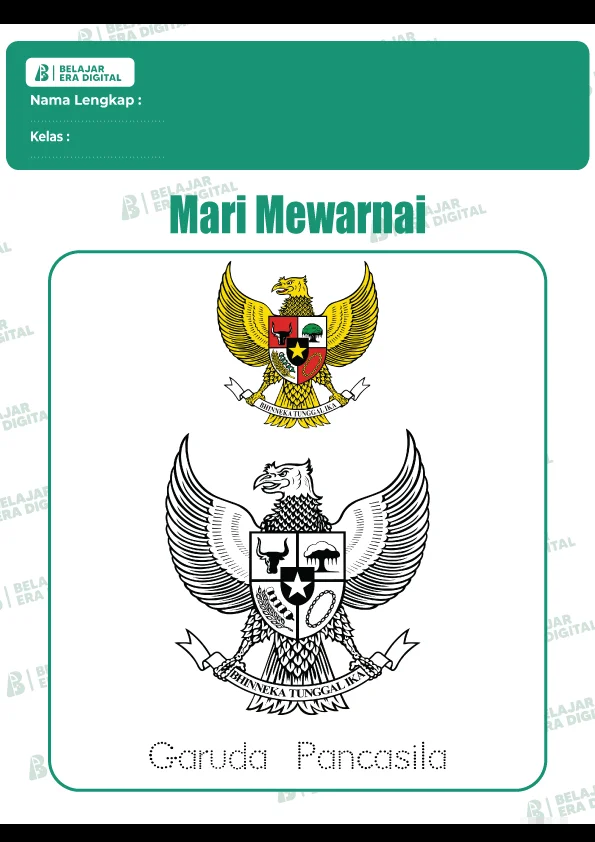 BELAJAR
ERA DIGITAL
Nama Lengkap :
Kelas :
Mari Mewarnai
BHINNEKA TUNGGAL IKA
BHINNEKA TUNGGAL IKA
Garuda Pancasila